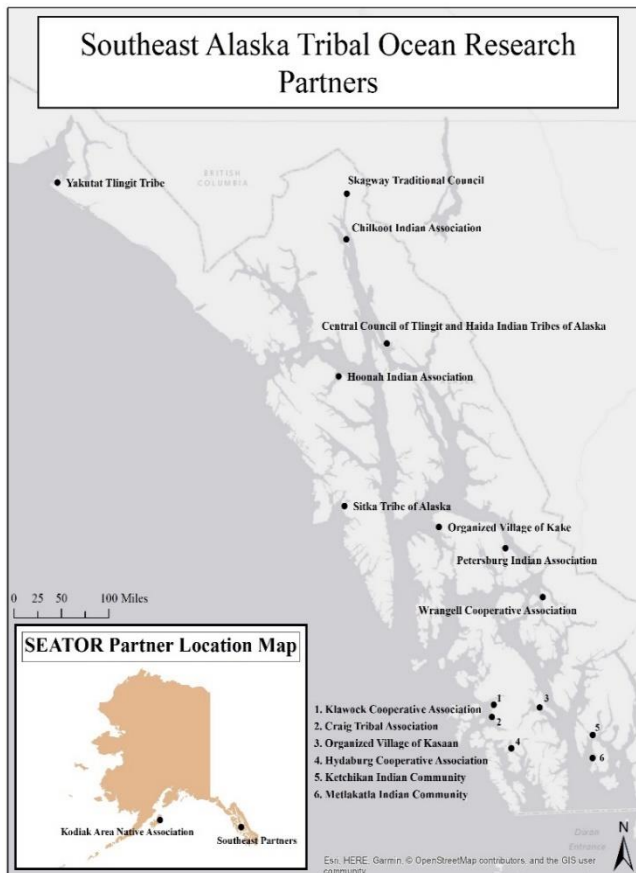 Southeast Alaska Tribal Ocean Research
Partners
BRITISH
COLUMBIA
Yakutat Tlingit Tribe
Skagway Traditional Council
Chilkoot Indian Association
Central Council of Tlingit and Haida Indian Tribes of Alaska
Hoonah Indian Association
Sitka Tribe of Alaska
Organized Village of Kake
Petersburg Indian Association
Wrangell Cooperative Association
0 25 50 100 Miles
SEATOR Partner Location Map
Kodiak Area Native Association
Southeast Partners
1. Klawock Cooperative Association
2. Craig Tribal Association
3. Organized Village of Kasaan
4. Hydaburg Cooperative Association
5. Ketchikan Indian Community
6. Metlakatla Indian Community
1
2
3
4
5
6
Dixon
Entrance
N
Esri, HERE, Garmin, © OpenStreetMap contributors, and the GIS user
community